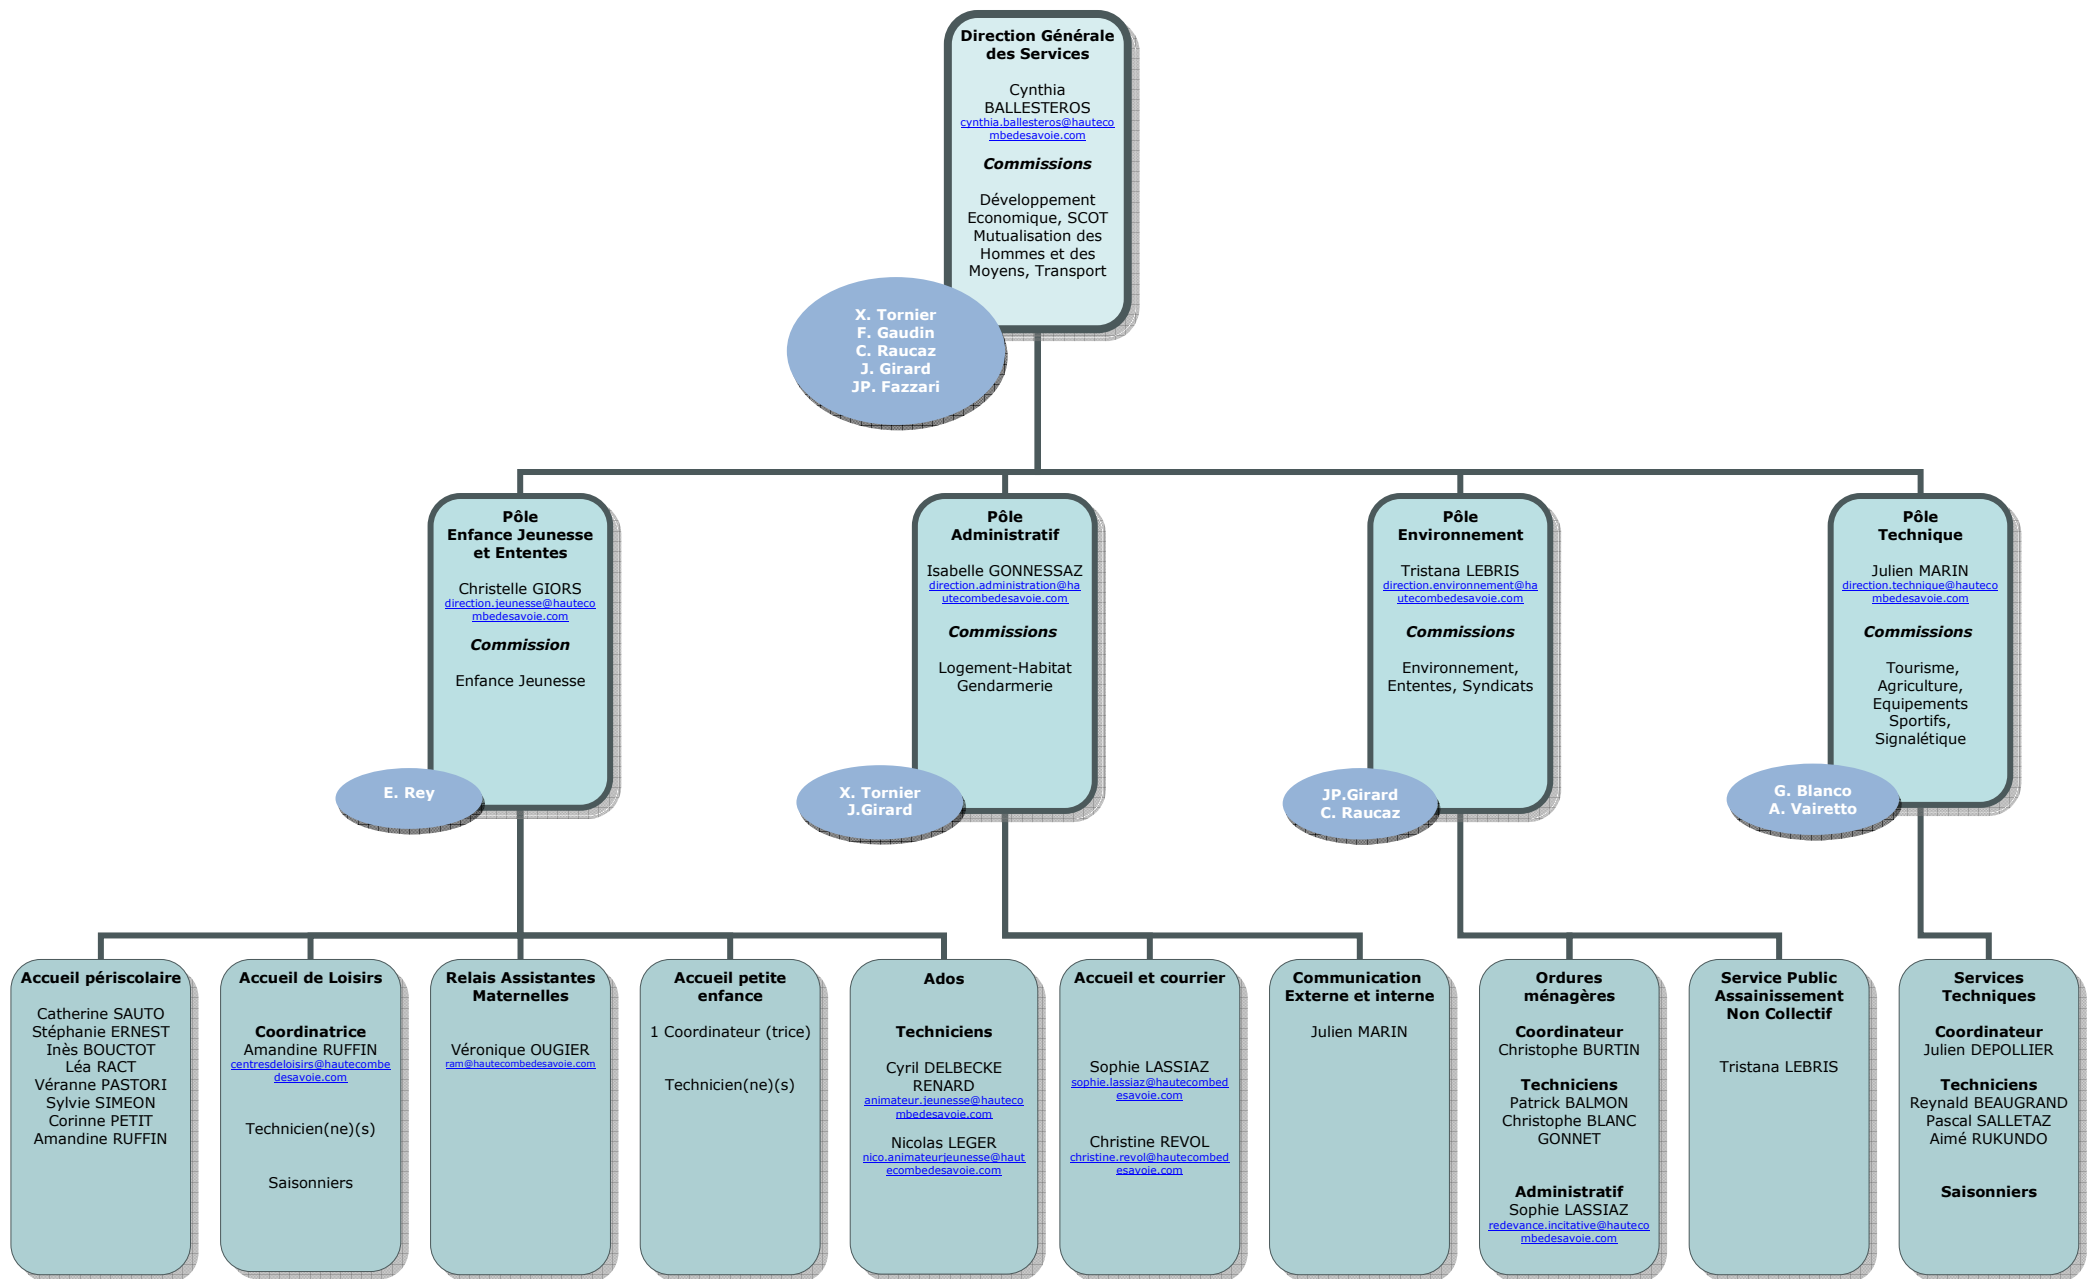 Direction Générale
des Services
Cynthia
BALLESTEROS
cynthia.ballesteros@hauteco
mbedesavoie.com
Commissions
Développement
Economique, SCOT
Mutualisation des
Hommes et des
Moyens, Transport
X. Tornier
F. Gaudin
C. Raucaz
J. Girard
JP. Fazzari
Pôle
Enfance Jeunesse
et Ententes
Christelle GIORS
direction.jeunesse@hauteco
mbedesavoie.com
Commission
Enfance Jeunesse
E. Rey
Pôle
Administratif
Isabelle GONNESSAZ
direction.administration@ha
utecombedesavoie.com
Commissions
Logement-Habitat
Gendarmerie
X. Tornier
J.Girard
Pôle
Environnement
Tristana LEBRIS
direction.environnement@ha
utecombedesavoie.com
Commissions
Environnement,
Ententes, Syndicats
JP.Girard
C. Raucaz
Pôle
Technique
Julien MARIN
direction.technique@hauteco
mbedesavoie.com
Commissions
Tourisme,
Agriculture,
Equipements
Sportifs,
Signalétique
G. Blanco
A. Vairetto
Accueil périscolaire
Catherine SAUTO
Stéphanie ERNEST
Inès BOUCTOT
Léa RACT
Véranne PASTORI
Sylvie SIMEON
Corinne PETIT
Amandine RUFFIN
Accueil de Loisirs
Coordinatrice
Amandine RUFFIN
centresdeloisirs@hautecombe
desavoie.com
Technicien(ne)(s)
Saisonniers
Relais Assistantes
Maternelles
Véronique OUGIER
ram@hautecombedesavoie.com
Accueil petite
enfance
1 Coordinateur (trice)
Technicien(ne)(s)
Ados
Techniciens
Cyril DELBECKE
RENARD
animateur.jeunesse@hauteco
mbedesavoie.com
Nicolas LEGER
nico.animateurjeunesse@haut
ecombedesavoie.com
Accueil et courrier
Sophie LASSIAZ
sophie.lassiaz@hautecombed
esavoie.com
Christine REVOL
christine.revol@hautecombed
esavoie.com
Communication
Externe et interne
Julien MARIN
Ordures
ménagères
Coordinateur
Christophe BURTIN
Techniciens
Patrick BALMON
Christophe BLANC
GONNET
Administratif
Sophie LASSIAZ
redevance.incitative@hauteco
mbedesavoie.com
Service Public
Assainissement
Non Collectif
Tristana LEBRIS
Services
Techniques
Coordinateur
Julien DEPOLLIER
Techniciens
Reynald BEAUGRAND
Pascal SALLETAZ
Aimé RUKUNDO
Saisonniers